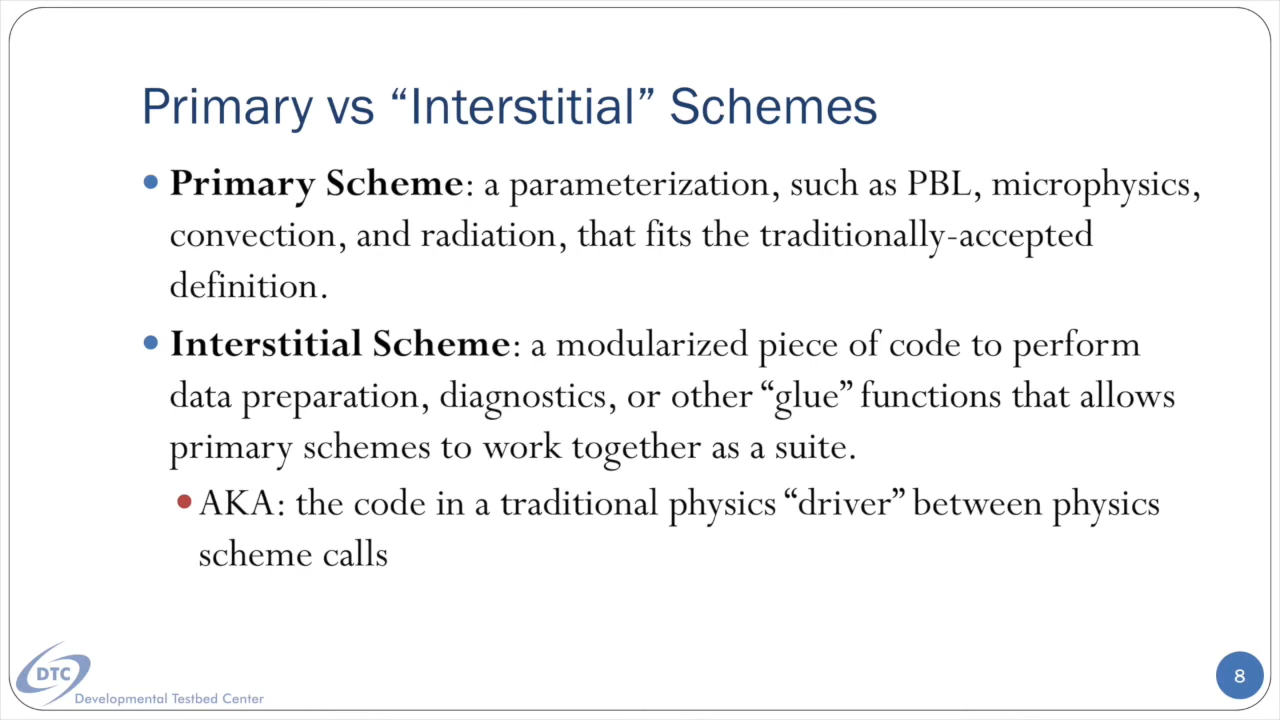 Primary vs “Interstitial” Schemes
• Primary Scheme: a parameterization, such as PBL, microphysics,
convection, and radiation, that fits the traditionally-accepted
definition.
• Interstitial Scheme: a modularized piece of code to perform
data preparation, diagnostics, or other “glue” functions that allows
primary schemes to work together as a suite.
• AKA: the code in a traditional physics “driver” between physics
scheme calls
DTC
Developmental Testbed Center
8